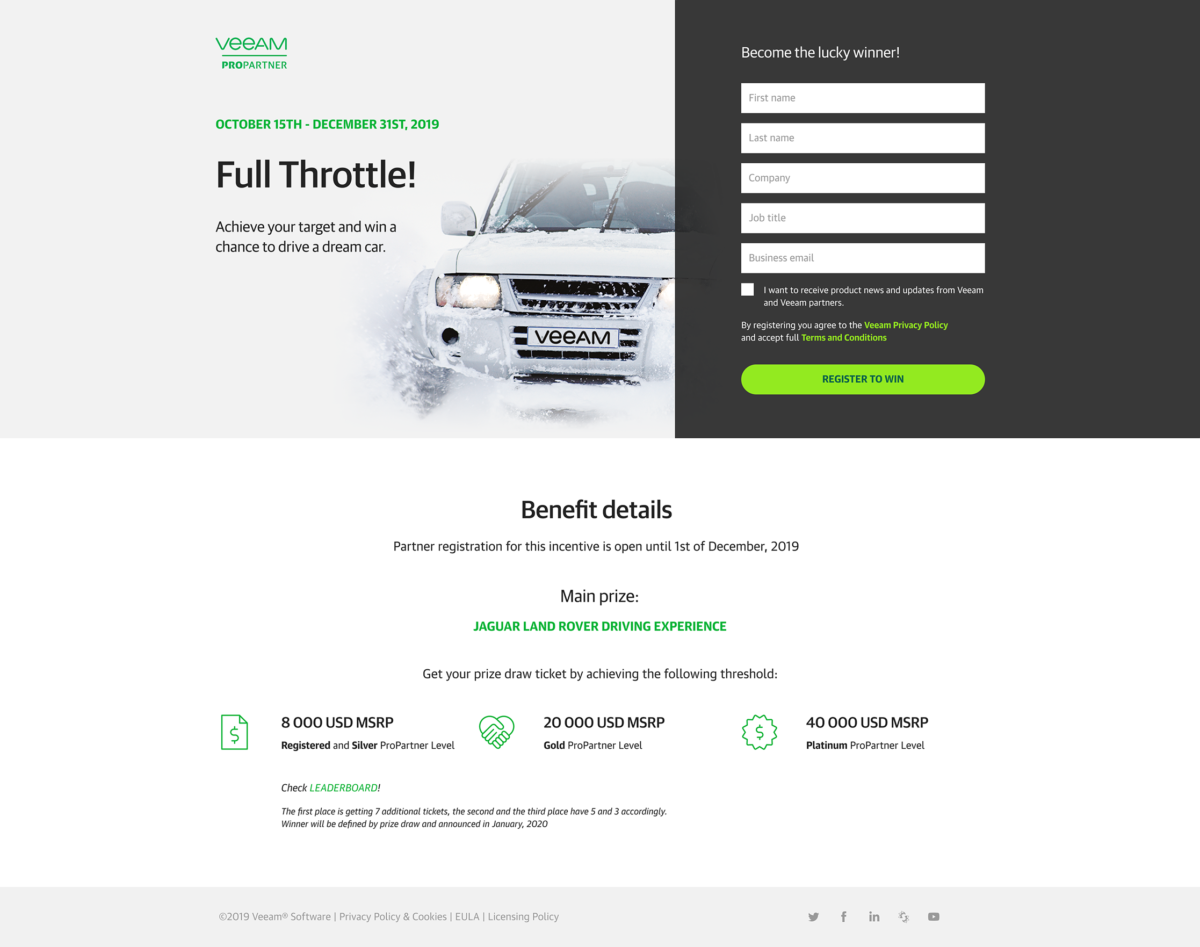 VeeAM
PROPARTNER
OCTOBER 15TH - DECEMBER 31ST, 2019
Full Throttle!
Achieve your target and win a
chance to drive a dream car.
VeeAM
Become the lucky winner!
First name
Last name
Company
Job title
Business email
I want to receive product news and updates from Veeam
and Veeam partners.
By registering you agree to the Veeam Privacy Policy
and accept full Terms and Conditions
REGISTER TO WIN
Benefit details
Partner registration for this incentive is open until 1st of December, 2019
Main prize:
JAGUAR LAND ROVER DRIVING EXPERIENCE
Get your prize draw ticket by achieving the following threshold:
8 000 USD MSRP
Registered and Silver ProPartner Level
20 000 USD MSRP
Gold ProPartner Level
40 000 USD MSRP
Platinum ProPartner Level
Check LEADERBOARD!
The first place is getting 7 additional tickets, the second and the third place have 5 and 3 accordingly.
Winner will be defined by prize draw and announced in January, 2020
©2019 Veeam® Software | Privacy Policy & Cookies | EULA | Licensing Policy